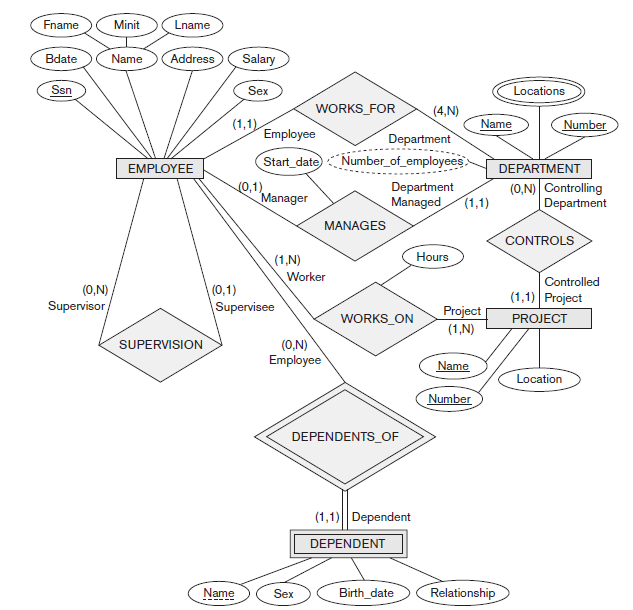 Fname Minit Lname
Bdate Name Address Salary
Ssn Sex
WORKS_FOR
Locations
(1,1)
Employee
(4,N)
Department
Name Number
Start_date Number_of_employees
EMPLOYEE
DEPARTMENT
(0,1)
Manager
Department
Managed
(1,1)
(0,N) Controlling
Department
MANAGES
CONTROLS
(1,N)
Worker
Hours
(0,N)
Supervisor
(0,1)
Supervisee
Controlled
(1,1) Project
WORKS_ON
Project
(1,N)
PROJECT
SUPERVISION
(0,N)
Employee
Name
Number
Location
DEPENDENTS_OF
(1,1) Dependent
DEPENDENT
Name Sex Birth_date Relationship